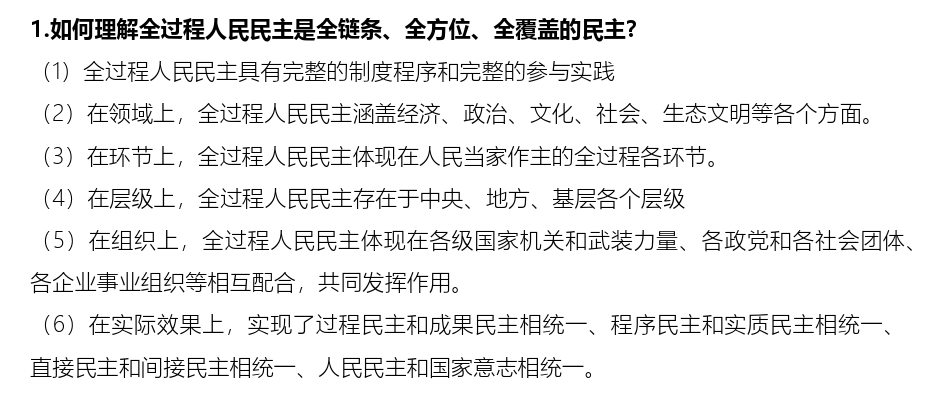 1.如何理解全过程人民民主是全链条、全方位、全覆盖的民主？
（1）全过程人民民主具有完整的制度程序和完整的参与实践
（2）在领域上，全过程人民民主涵盖经济、政治、文化、社会、生态文明等各个方面。
（3）在环节上，全过程人民民主体现在人民当家作主的全过程各环节。
（4）在层级上，全过程人民民主存在于中央、地方、基层各个层级
（5）在组织上，全过程人民民主体现在各级国家机关和武装力量、各政党和各社会团体、
各企业事业组织等相互配合，共同发挥作用。
（6）在实际效果上，实现了过程民主和成果民主相统一、程序民主和实质民主相统一、
直接民主和间接民主相统一、人民民主和国家意志相统一。